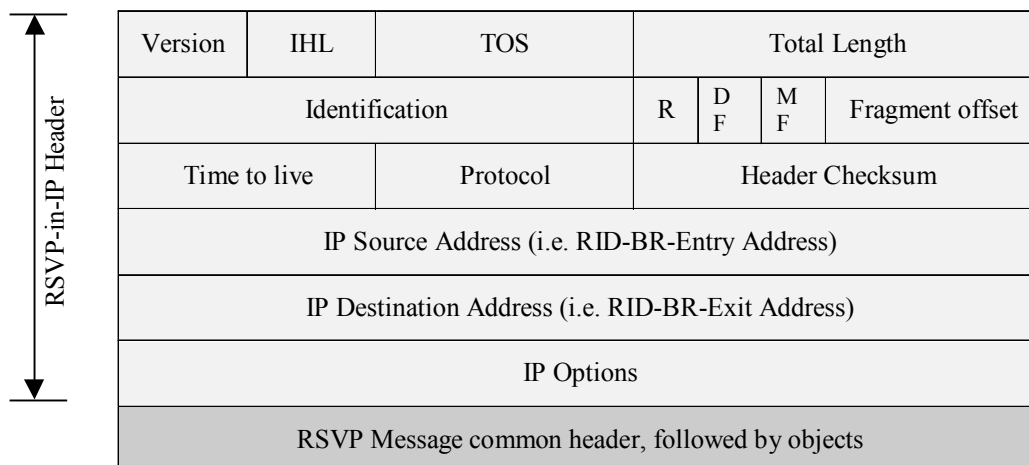 RSVP-in-IP Header
Version IHL TOS Total Length
Identification R DF MF Fragment offset
Time to live Protocol Header Checksum
IP Source Address (i.e. RID-BR-Entry Address)
IP Destination Address (i.e. RID-BR-Exit Address)
IP Options
RSVP Message common header, followed by objects